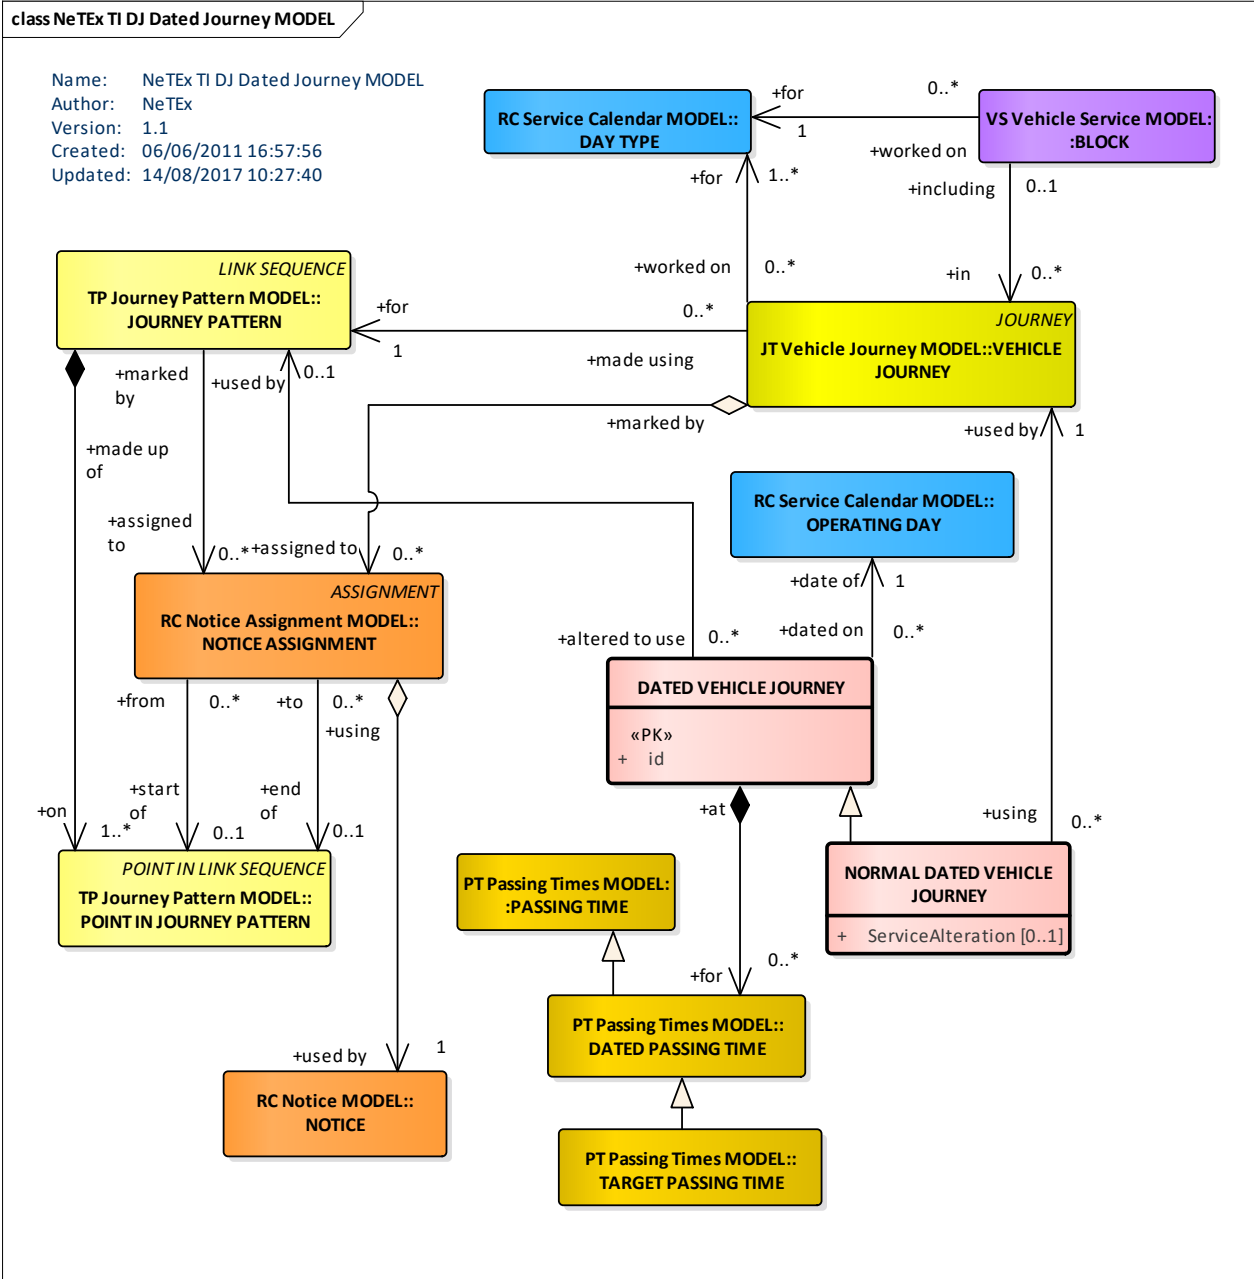 class NeTEx TI DJ Dated Journey MODEL
Name: NeTEx TI DJ Dated Journey MODEL
Author: NeTEx
Version: 1.1
Created: 06/06/2011 16:57:56
Updated: 14/08/2017 10:27:40
RC Service Calendar MODEL::
DAY TYPE
+for
1
0..*
+worked on
VS Vehicle Service MODEL:
:BLOCK
+including
0..1
+in
0..*
+for
1..*
+worked on
0..*
LINK SEQUENCE
TP Journey Pattern MODEL::
JOURNEY PATTERN
+for
1
0..*
+made using
JOURNEY
JT Vehicle Journey MODEL::VEHICLE
JOURNEY
+marked
by
+used by
0..1
+marked by
+used by
1
+made up
of
+assigned
to
0..*
+assigned to
0..*
RC Service Calendar MODEL::
OPERATING DAY
+date of
1
+dated on
0..*
+altered to use
0..*
ASSIGNMENT
RC Notice Assignment MODEL::
NOTICE ASSIGNMENT
DATED VEHICLE JOURNEY
«PK»
+ id
+from
0..*
+to
0..*
+using
+start
of
0..1
+end
of
0..1
+on
1..*
+at
+using
0..*
POINT IN LINK SEQUENCE
TP Journey Pattern MODEL::
POINT IN JOURNEY PATTERN
PT Passing Times MODEL:
:PASSING TIME
NORMAL DATED VEHICLE
JOURNEY
+ ServiceAlteration [0..1]
+for
0..*
PT Passing Times MODEL::
DATED PASSING TIME
+used by
1
RC Notice MODEL::
NOTICE
PT Passing Times MODEL::
TARGET PASSING TIME